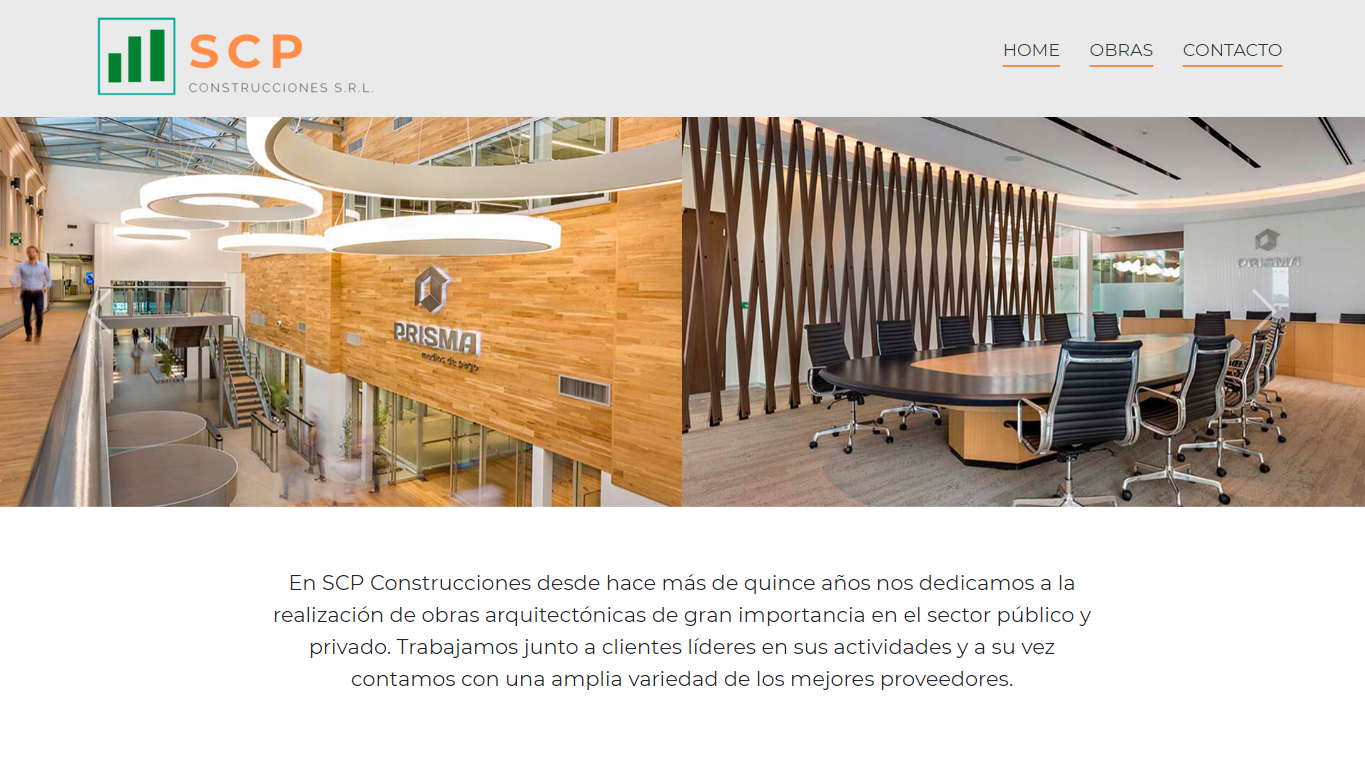 SCP
CONSTRUCCIONES S.R.L.
HOME OBRAS CONTACTO
PRISMA
medios de pago
PRISMA
En SCP Construcciones desde hace más de quince años nos dedicamos a la
realización de obras arquitectónicas de gran importancia en el sector público y
privado. Trabajamos junto a clientes líderes en sus actividades y a su vez
contamos con una amplia variedad de los mejores proveedores.